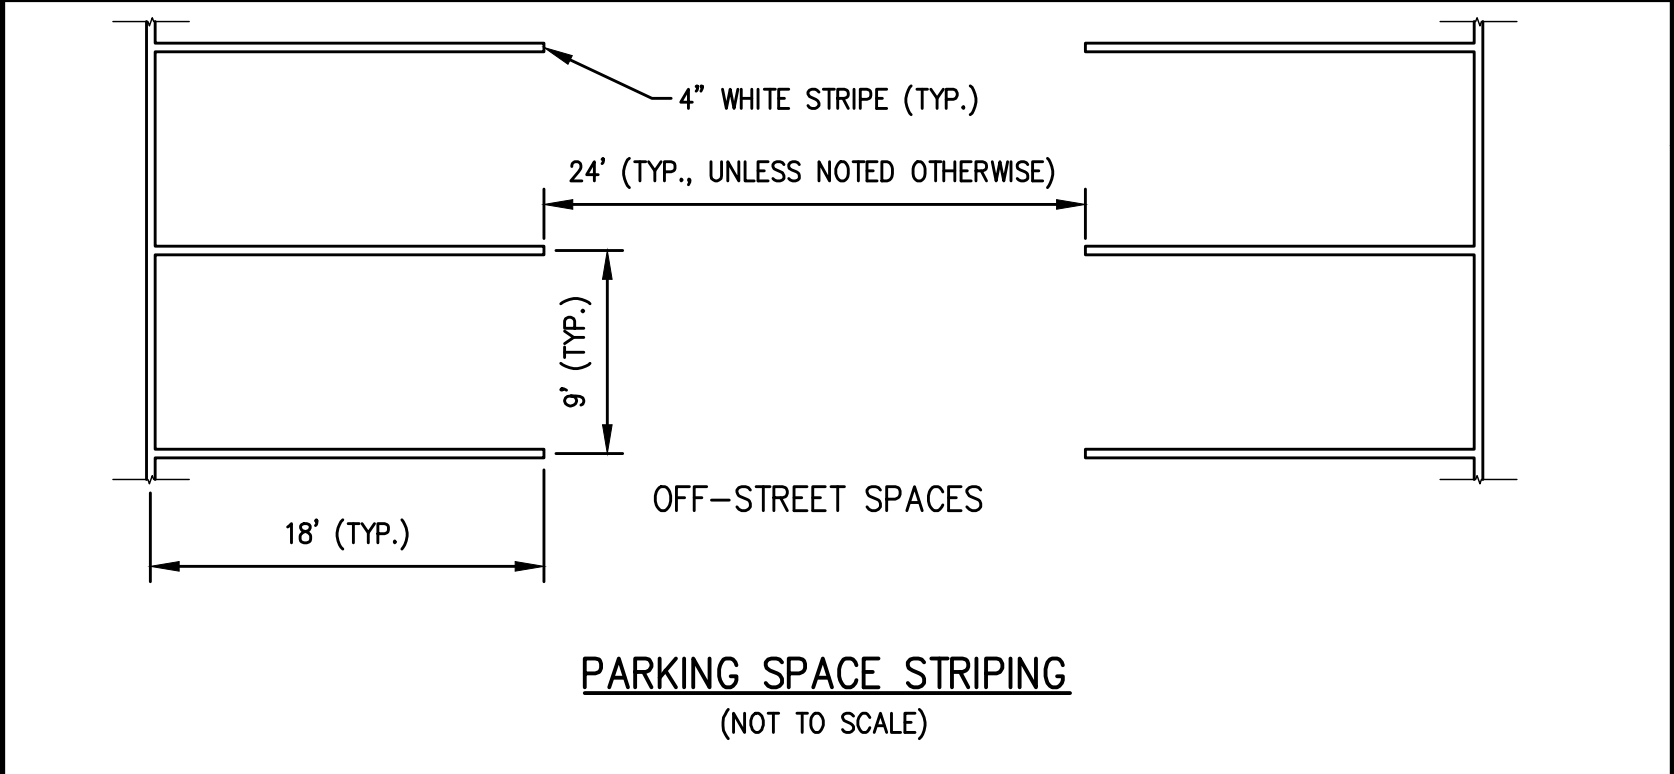 4" WHITE STRIPE (TYP.)
24' (TYP., UNLESS NOTED OTHERWISE)
9' (TYP.)
OFF-STREET SPACES
18' (TYP.)
PARKING SPACE STRIPING
(NOT TO SCALE)